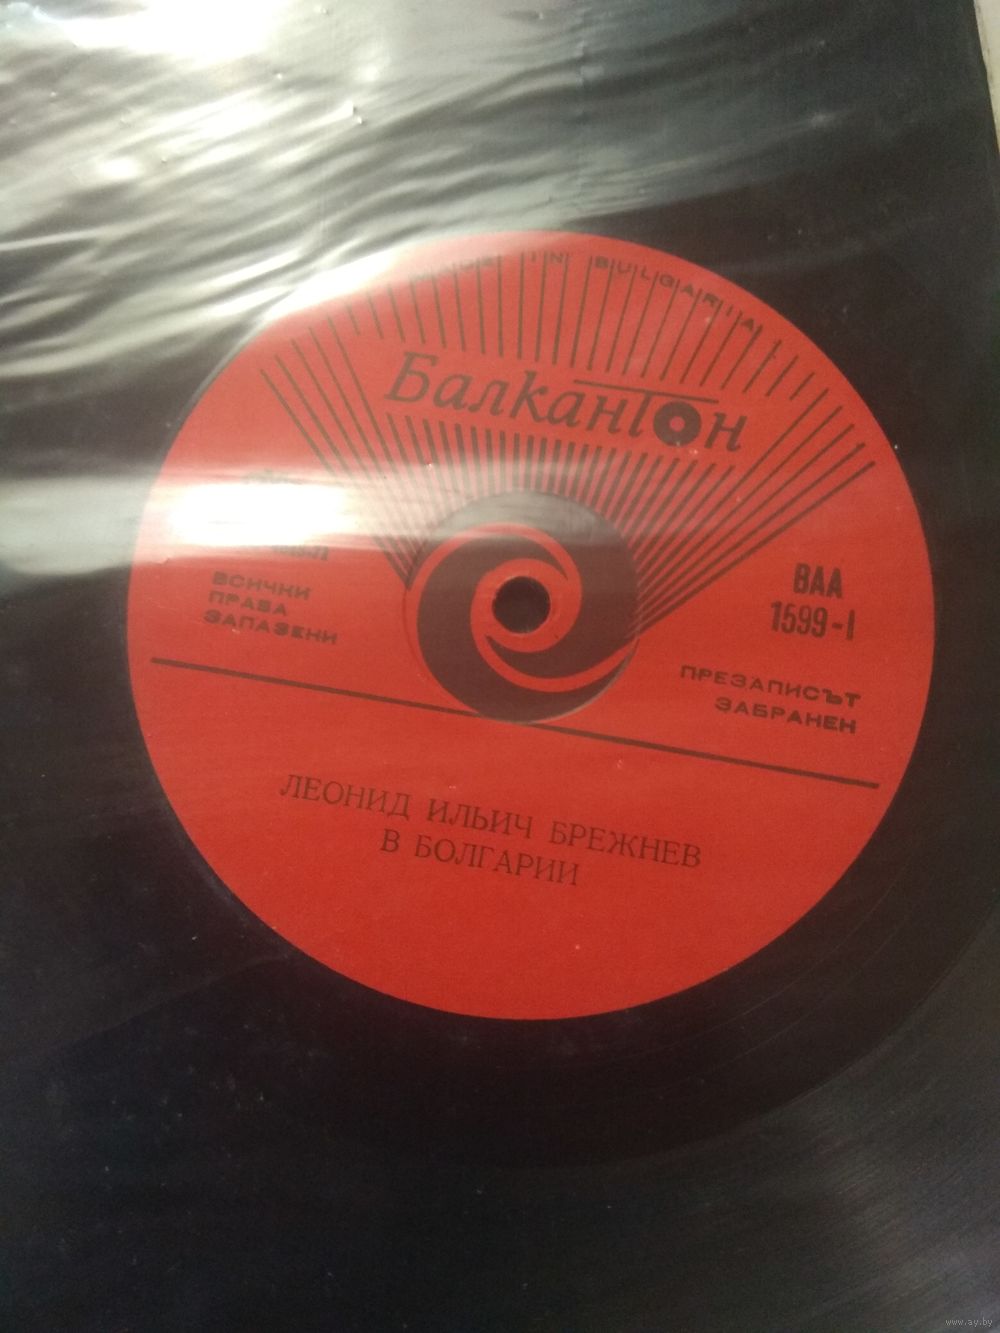 MADE IN BULGARIA
Балкантон
ВСИЧКИ
ПРАВА
ЗАПАЗЕНИ
ВАА
1599-I
ПРЕЗАПИСЪТ
ЗАБРАНЕН
ЛЕОНИД ИЛЬИЧ БРЕЖНЕВ
В БОЛГАРИИ
www.ay.by